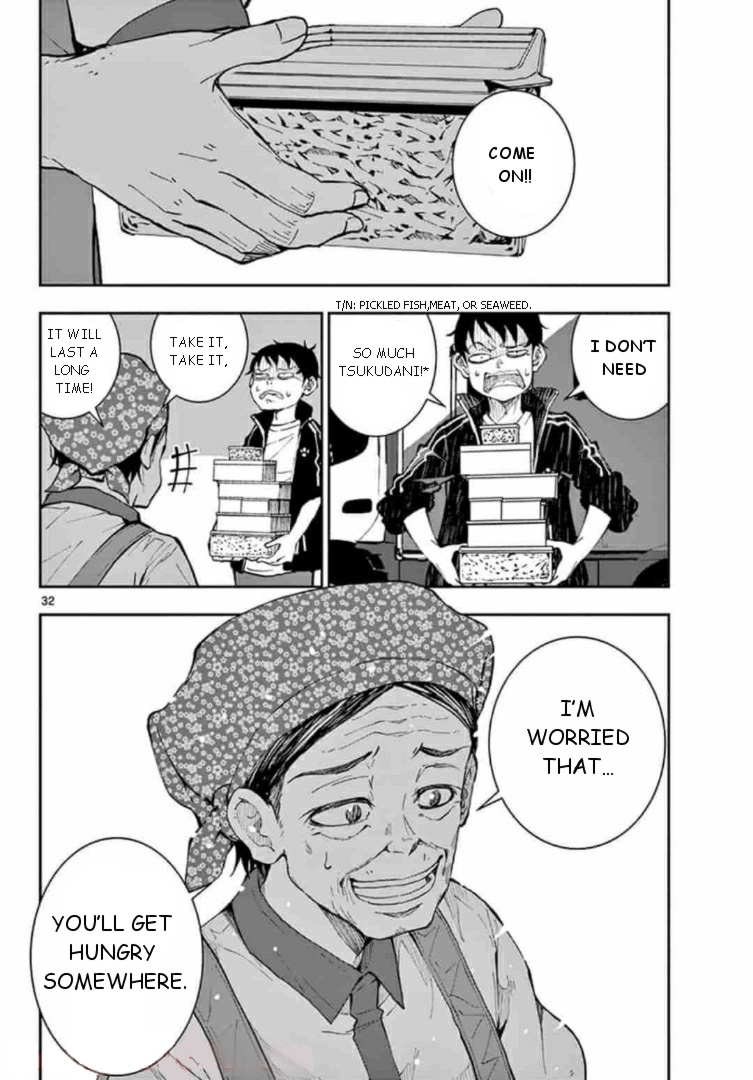 COME
ON!!
T/N: PICKLED FISH,MEAT, OR SEAWEED.
I DON'T
NEED
SO MUCH
TSUKUDANI!*
TAKE IT,
TAKE IT,
IT WILL
LAST A
LONG
TIME!
32
I'M
WORRIED
THAT...
YOU'LL GET
HUNGRY
SOMEWHERE.